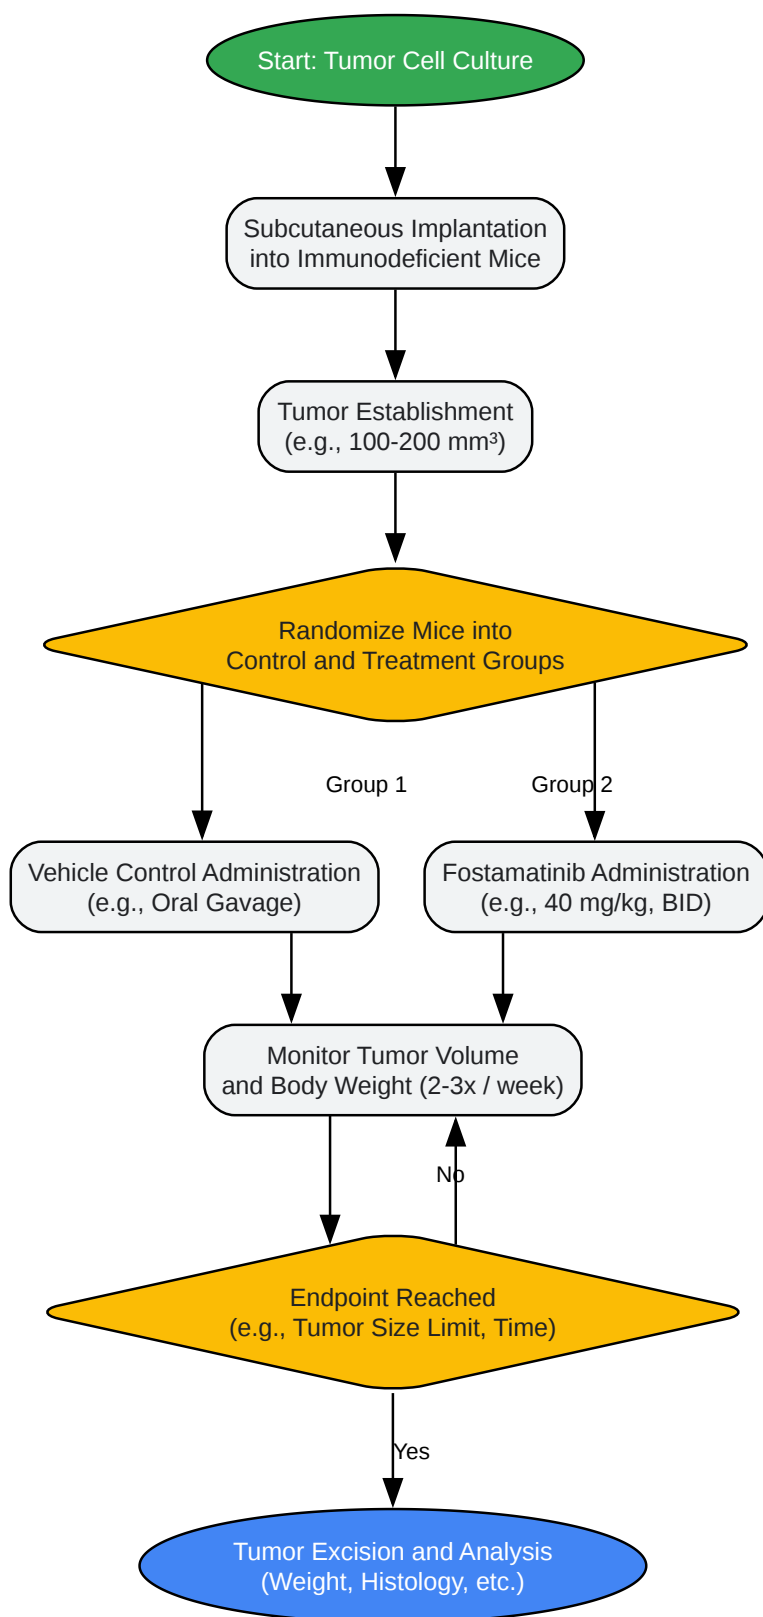 Start: Tumor Cell Culture
Subcutaneous Implantation
into Immunodeficient Mice
Tumor Establishment
(e.g., 100-200 mm³)
Randomize Mice into
Control and Treatment Groups
Group 1
Group 2
Vehicle Control Administration
(e.g., Oral Gavage)
Fostamatinib Administration
(e.g., 40 mg/kg, BID)
Monitor Tumor Volume
and Body Weight (2-3x / week)
No
Endpoint Reached
(e.g., Tumor Size Limit, Time)
Yes
Tumor Excision and Analysis
(Weight, Histology, etc.)